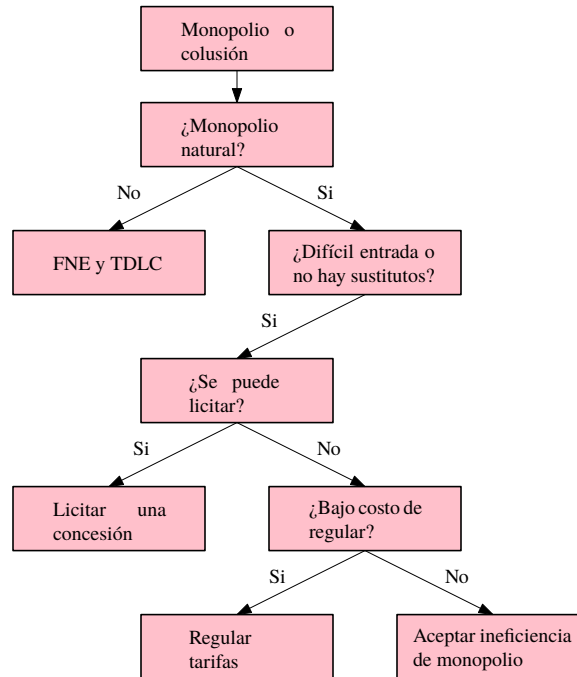 Monopolio o
colusión
¿Monopolio
natural?
No
Si
FNE y TDLC
¿Difícil entrada o
no hay sustitutos?
Si
¿Se puede
licitar?
Si
No
Licitar una
concesión
¿Bajo costo de
regular?
Si
No
Regular
tarifas
Aceptar ineficiencia
de monopolio